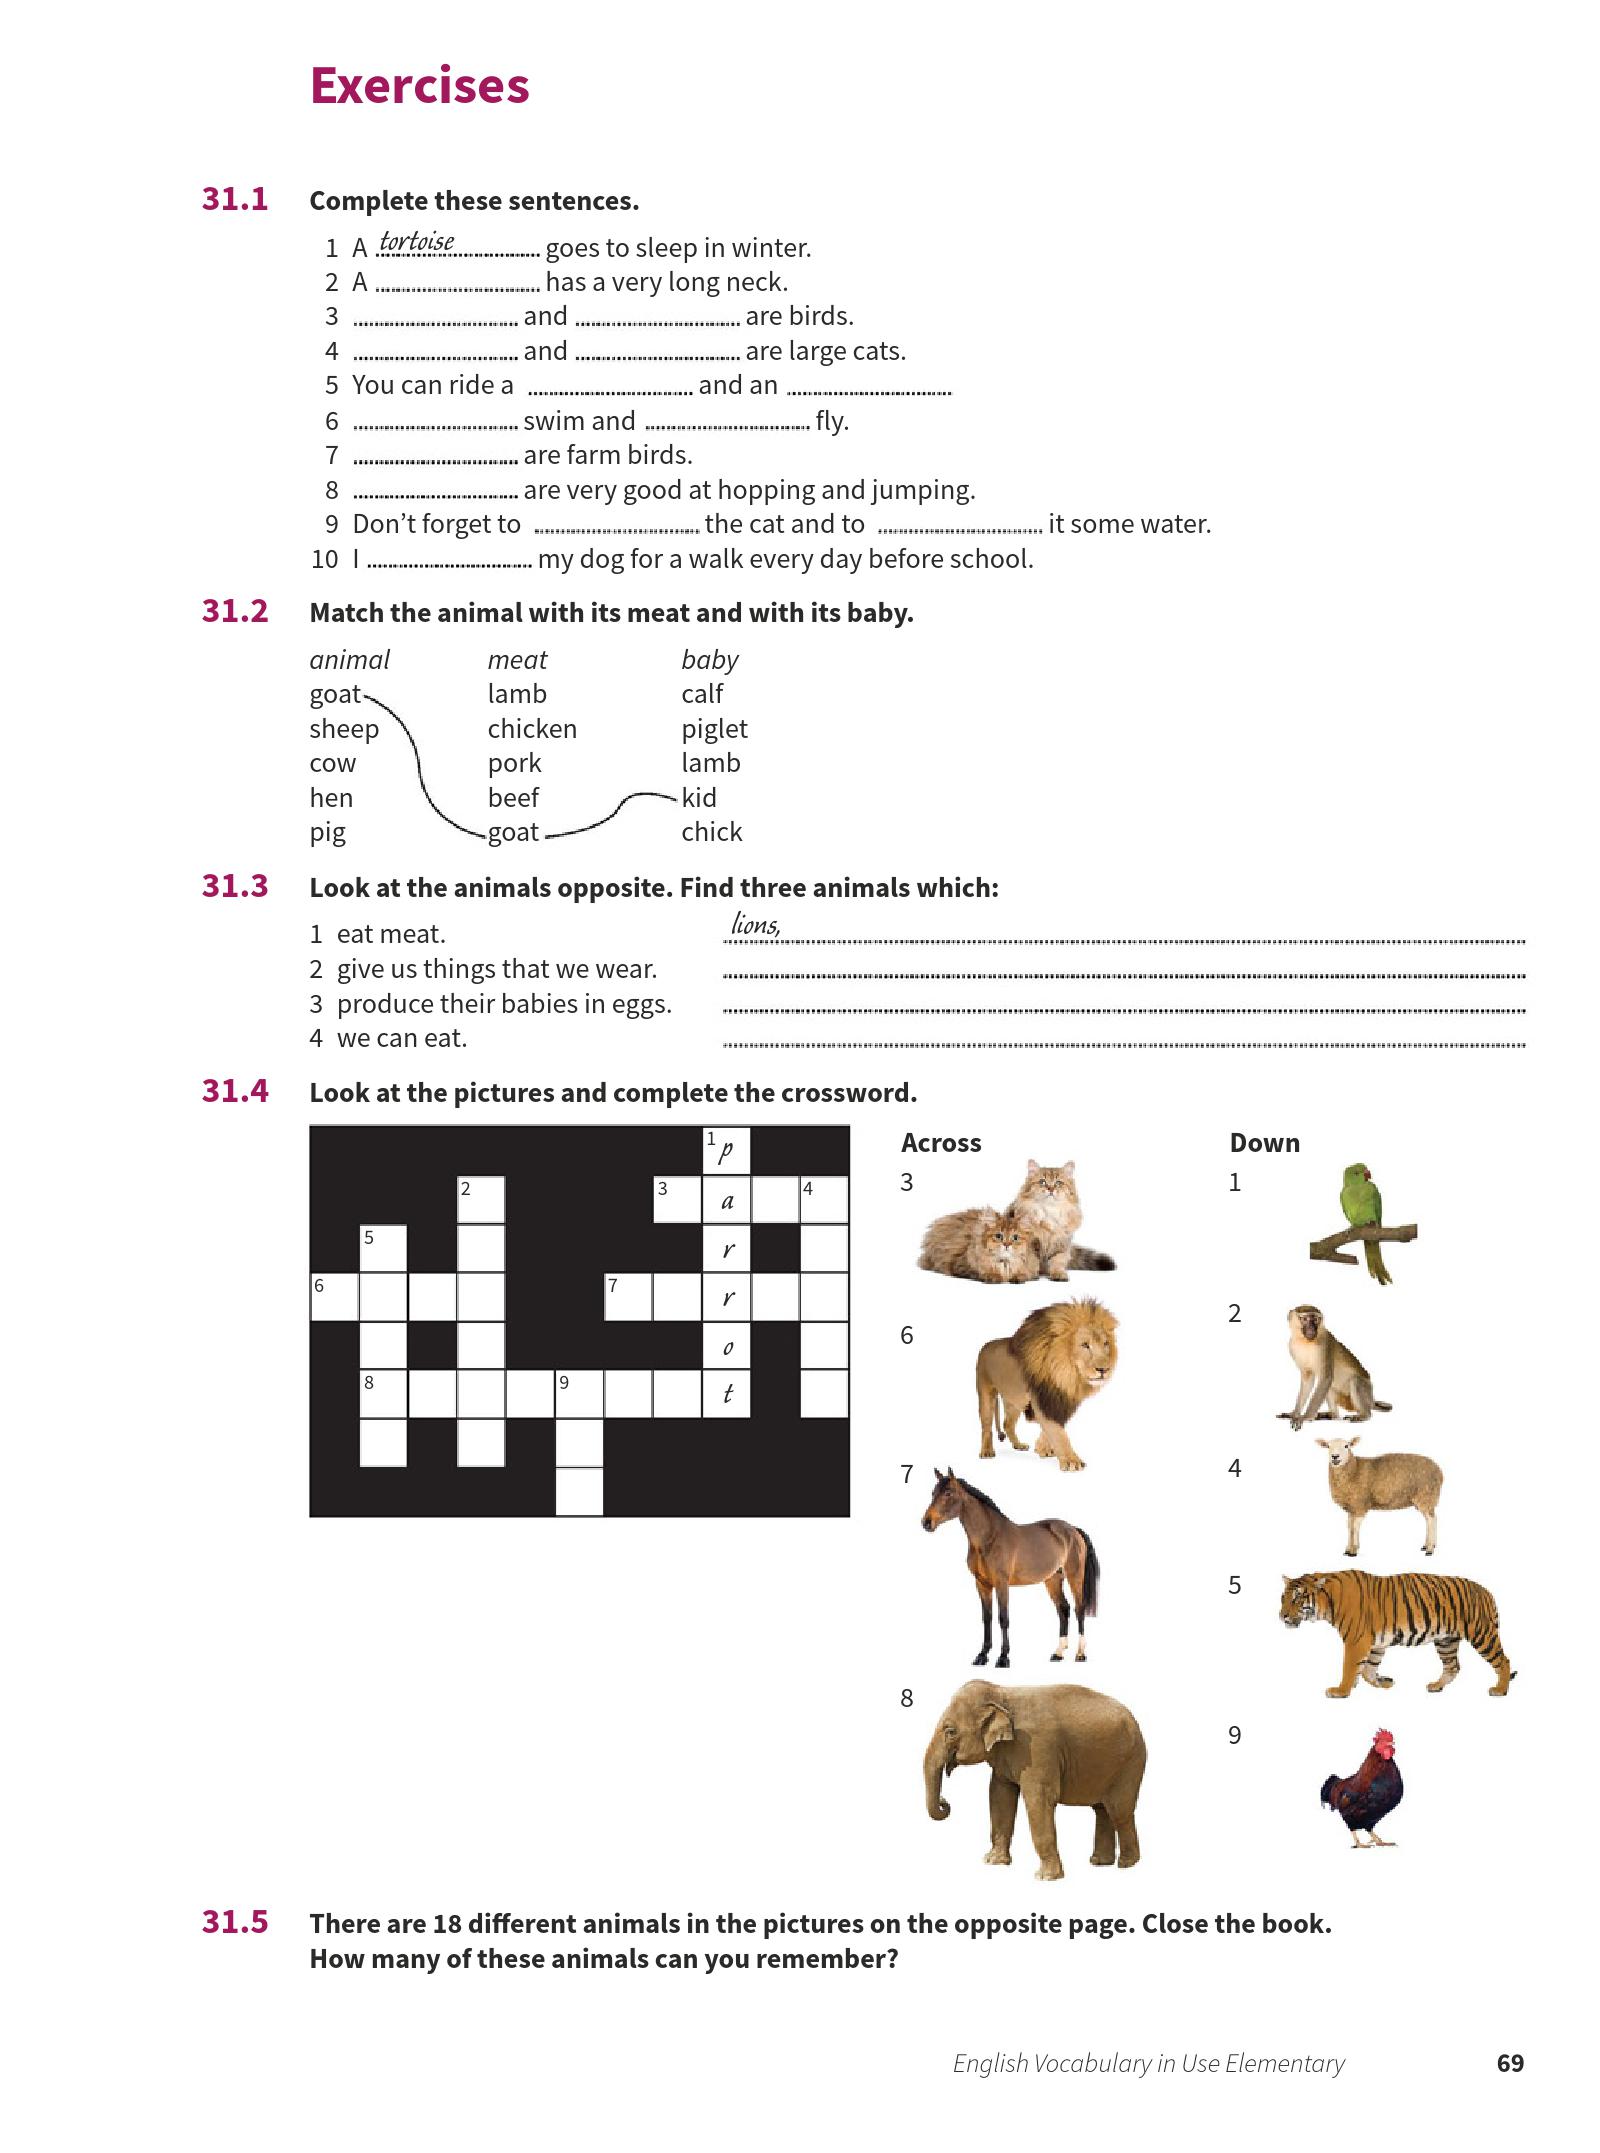 Exercises
31.1 Complete these sentences.
1 A tortoise goes to sleep in winter.
2 A ........................ has a very long neck.
3 ........................ and ........................ are birds.
4 ........................ and ........................ are large cats.
5 You can ride a ........................ and an ........................
6 ........................ swim and ........................ fly.
7 ........................ are farm birds.
8 ........................ are very good at hopping and jumping.
9 Don’t forget to ........................ the cat and to ........................ it some water.
10 I ........................ my dog for a walk every day before school.
31.2 Match the animal with its meat and with its baby.
animal meat baby
goat lamb calf
sheep chicken piglet
cow pork lamb
hen beef kid
pig goat chick
31.3 Look at the animals opposite. Find three animals which:
1 eat meat. lions,
2 give us things that we wear.
3 produce their babies in eggs.
4 we can eat.
31.4 Look at the pictures and complete the crossword.
1 p
2 3 a 4
5 r
6 7 r
o
8 9 t
Across Down
3 1
6 2
7 4
8 5
9
31.5 There are 18 different animals in the pictures on the opposite page. Close the book.
How many of these animals can you remember?
English Vocabulary in Use Elementary 69